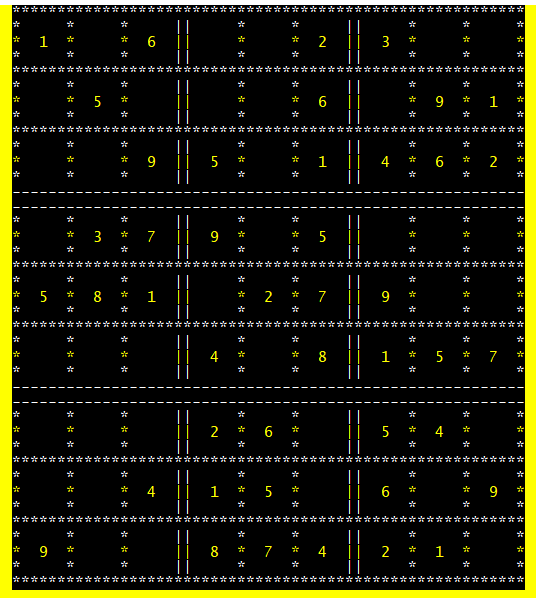 *********************************************************
*     *     *     ||     *     *     ||     *     *     *
*  1  *     *  6  ||     *     *  2  ||  3  *     *     *
*     *     *     ||     *     *     ||     *     *     *
*********************************************************
*     *     *     ||     *     *     ||     *     *     *
*     *  5  *     ||     *     *  6  ||     *  9  *  1  *
*     *     *     ||     *     *     ||     *     *     *
*********************************************************
*     *     *     ||     *     *     ||     *     *     *
*     *     *  9  ||  5  *     *  1  ||  4  *  6  *  2  *
*     *     *     ||     *     *     ||     *     *     *
---------------------------------------------------------
---------------------------------------------------------
*     *     *     ||     *     *     ||     *     *     *
*     *  3  *  7  ||  9  *     *  5  ||     *     *     *
*     *     *     ||     *     *     ||     *     *     *
*********************************************************
*     *     *     ||     *     *     ||     *     *     *
*  5  *  8  *  1  ||     *  2  *  7  ||  9  *     *     *
*     *     *     ||     *     *     ||     *     *     *
*********************************************************
*     *     *     ||     *     *     ||     *     *     *
*     *     *     ||  4  *     *  8  ||  1  *  5  *  7  *
*     *     *     ||     *     *     ||     *     *     *
---------------------------------------------------------
---------------------------------------------------------
*     *     *     ||     *     *     ||     *     *     *
*     *     *     ||  2  *  6  *     ||  5  *  4  *     *
*     *     *     ||     *     *     ||     *     *     *
*********************************************************
*     *     *     ||     *     *     ||     *     *     *
*     *     *  4  ||  1  *  5  *     ||  6  *     *  9  *
*     *     *     ||     *     *     ||     *     *     *
*********************************************************
*     *     *     ||     *     *     ||     *     *     *
*  9  *     *     ||  8  *  7  *  4  ||  2  *  1  *     *
*     *     *     ||     *     *     ||     *     *     *
*********************************************************